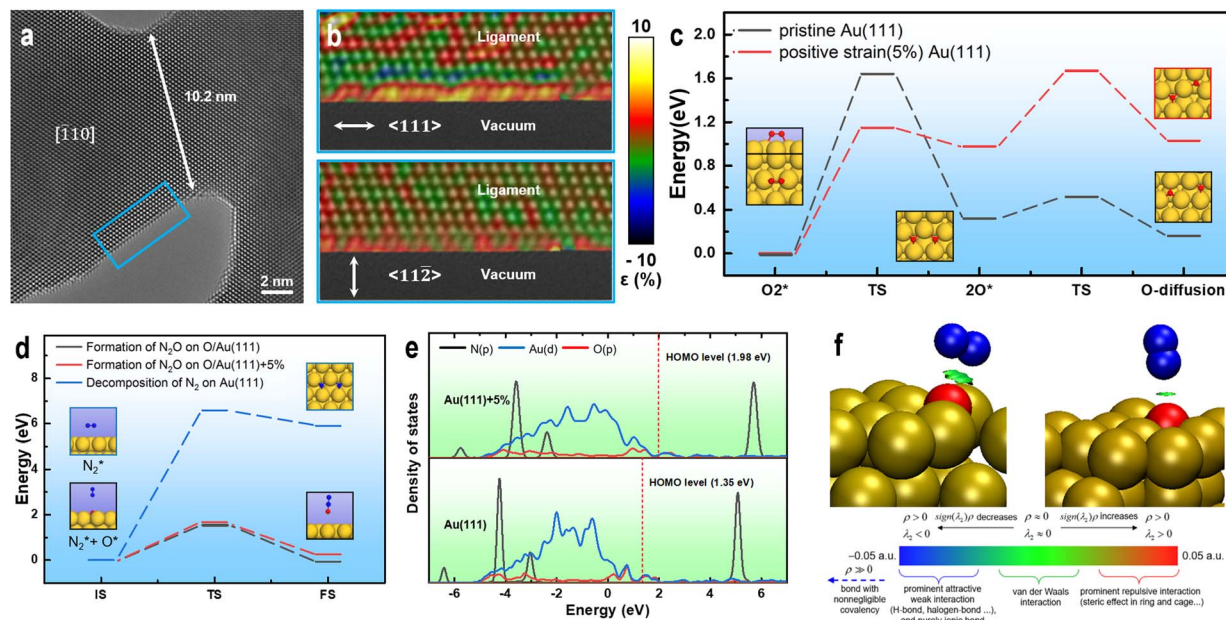 a
10.2 nm
[1̄10]
2 nm
b
Ligament
<111>
Vacuum
Ligament
<112̄>
Vacuum
10
- 10
ε (%)
c
pristine Au(111)
positive strain(5%) Au(111)
Energy(eV)
2.0
1.6
1.2
0.8
0.4
0.0
O2*
TS
2O*
TS
O-diffusion
d
Formation of N₂O on O/Au(111)
Formation of N₂O on O/Au(111)+5%
Decomposition of N₂ on Au(111)
Energy (eV)
8
6
4
2
0
N₂*
N₂*+ O*
IS
TS
FS
e
N(p)
Au(d)
O(p)
HOMO level (1.98 eV)
Au(111)+5%
Density of states
HOMO level (1.35 eV)
Au(111)
-6
-4
-2
0
2
4
6
Energy (eV)
f
ρ > 0 sign(λ₂)ρ decreases ρ ≈ 0 sign(λ₂)ρ increases ρ > 0
λ₂ < 0 λ₂ ≈ 0 λ₂ > 0
−0.05 a.u.
0.05 a.u.
ρ ≫ 0
bond with
nonnegligible
covalency
prominent attractive
weak interaction
(H-bond, halogen-bond ...),
and purely ionic bond
van der Waals
interaction
prominent repulsive interaction
(steric effect in ring and cage...)